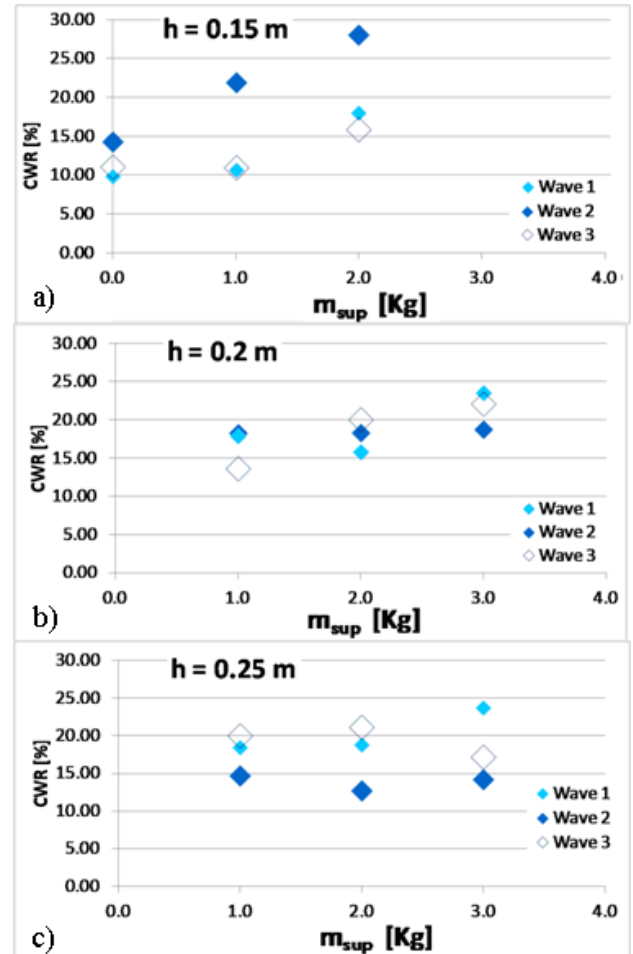 h = 0.15 m
30.00
25.00
20.00
15.00
10.00
5.00
0.00
CWR [%]
Wave 1
Wave 2
Wave 3
0.0 1.0 2.0 3.0 4.0
a)
m_sup [Kg]
h = 0.2 m
30.00
25.00
20.00
15.00
10.00
5.00
0.00
CWR [%]
Wave 1
Wave 2
Wave 3
0.0 1.0 2.0 3.0 4.0
b)
m_sup [Kg]
h = 0.25 m
30.00
25.00
20.00
15.00
10.00
5.00
0.00
CWR [%]
Wave 1
Wave 2
Wave 3
0.0 1.0 2.0 3.0 4.0
c)
m_sup [Kg]